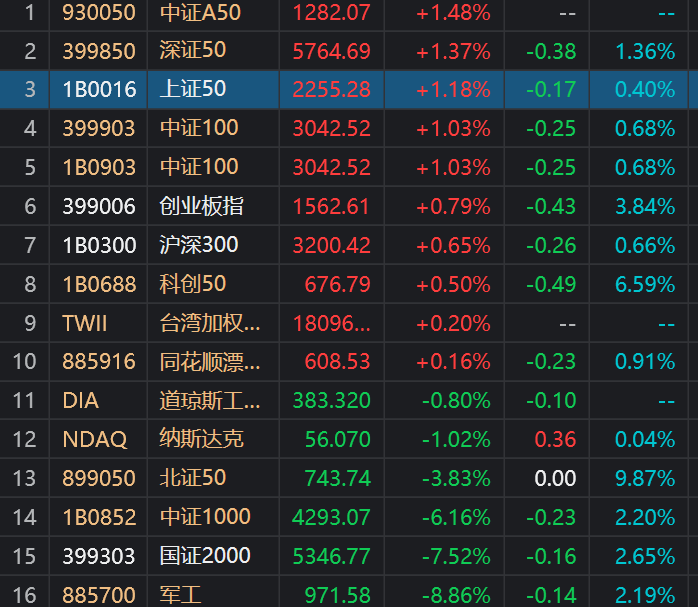 1 930050 中证A50 1282.07 +1.48% -- --
2 399850 深证50 5764.69 +1.37% -0.38 1.36%
3 1B0016 上证50 2255.28 +1.18% -0.17 0.40%
4 399903 中证100 3042.52 +1.03% -0.25 0.68%
5 1B0903 中证100 3042.52 +1.03% -0.25 0.68%
6 399006 创业板指 1562.61 +0.79% -0.43 3.84%
7 1B0300 沪深300 3200.42 +0.65% -0.26 0.66%
8 1B0688 科创50 676.79 +0.50% -0.49 6.59%
9 TWII 台湾加权... 18096... +0.20% -- --
10 885916 同花顺漂... 608.53 +0.16% -0.23 0.91%
11 DIA 道琼斯工... 383.320 -0.80% -0.10 --
12 NDAQ 纳斯达克 56.070 -1.02% 0.36 0.04%
13 899050 北证50 743.74 -3.83% 0.00 9.87%
14 1B0852 中证1000 4293.07 -6.16% -0.23 2.20%
15 399303 国证2000 5346.77 -7.52% -0.16 2.65%
16 885700 军工 971.58 -8.86% -0.14 2.19%